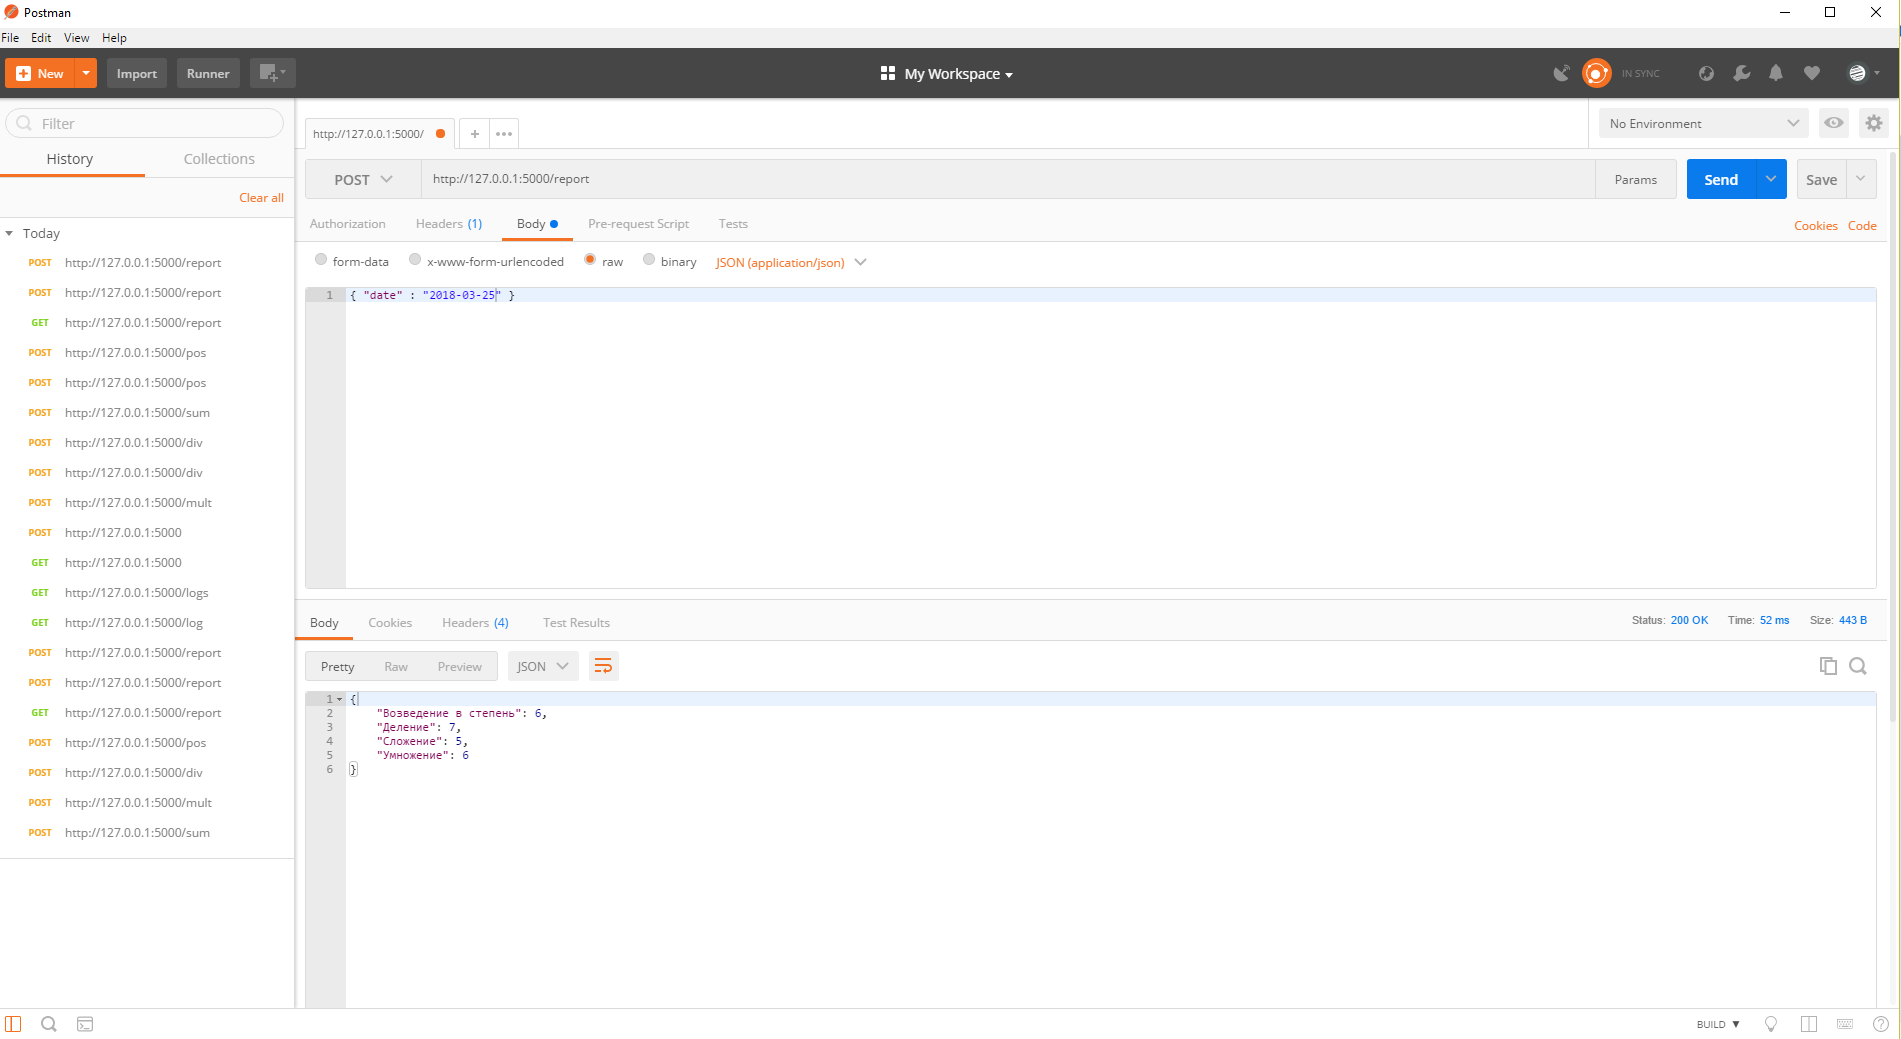 Postman
File Edit View Help
New Import Runner My Workspace IN SYNC
Filter
History Collections
Clear all
Today
POST http://127.0.0.1:5000/report
POST http://127.0.0.1:5000/report
GET http://127.0.0.1:5000/report
POST http://127.0.0.1:5000/pos
POST http://127.0.0.1:5000/pos
POST http://127.0.0.1:5000/sum
POST http://127.0.0.1:5000/div
POST http://127.0.0.1:5000/div
POST http://127.0.0.1:5000/mult
POST http://127.0.0.1:5000
GET http://127.0.0.1:5000
GET http://127.0.0.1:5000/logs
GET http://127.0.0.1:5000/log
POST http://127.0.0.1:5000/report
POST http://127.0.0.1:5000/report
GET http://127.0.0.1:5000/report
POST http://127.0.0.1:5000/pos
POST http://127.0.0.1:5000/div
POST http://127.0.0.1:5000/mult
POST http://127.0.0.1:5000/sum
http://127.0.0.1:5000/ + ••• No Environment
POST http://127.0.0.1:5000/report Params Send Save
Authorization Headers (1) Body Pre-request Script Tests Cookies Code
form-data x-www-form-urlencoded raw binary JSON (application/json)
1 { "date" : "2018-03-25" }
Body Cookies Headers (4) Test Results Status: 200 OK Time: 52 ms Size: 443 B
Pretty Raw Preview JSON
1 {
2 "Возведение в степень": 6,
3 "Деление": 7,
4 "Сложение": 5,
5 "Умножение": 6
6 }
BUILD ▼ ?